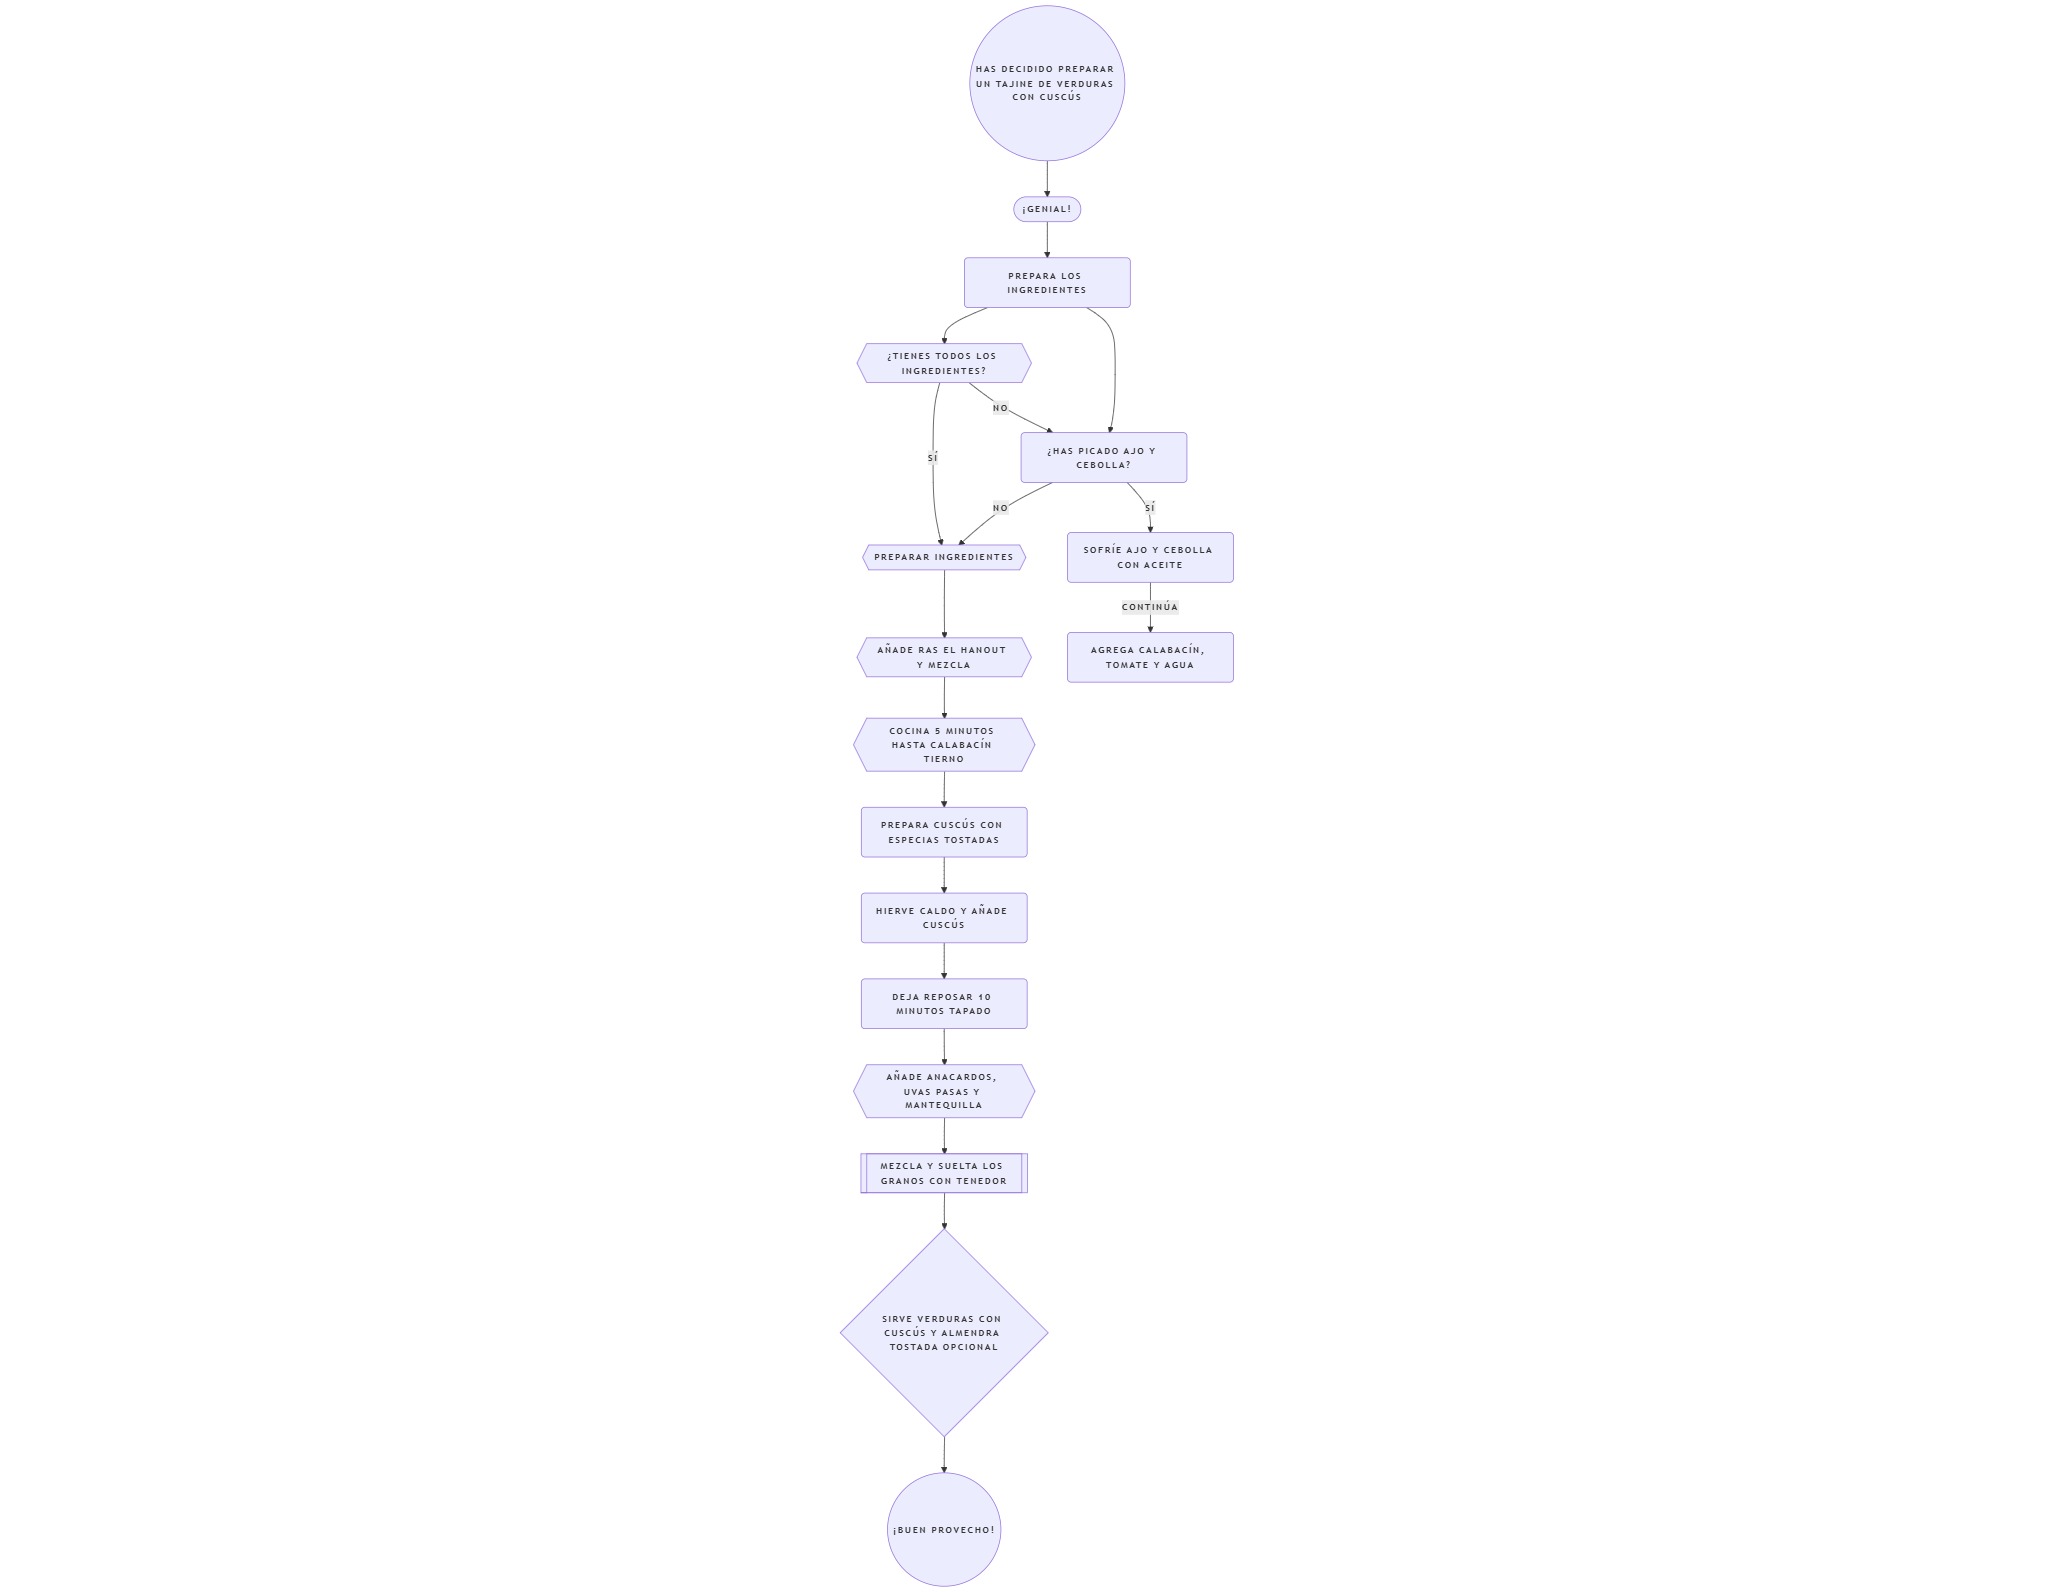 HAS DECIDIDO PREPARAR
UN TAJINE DE VERDURAS
CON CUSCÚS
¡GENIAL!
PREPARA LOS
INGREDIENTES
¿TIENES TODOS LOS
INGREDIENTES?
NO
¿HAS PICADO AJO Y
CEBOLLA?
SÍ
NO
SÍ
PREPARAR INGREDIENTES
SOFRÍE AJO Y CEBOLLA
CON ACEITE
CONTINÚA
AÑADE RAS EL HANOUT
Y MEZCLA
AGREGA CALABACÍN,
TOMATE Y AGUA
COCINA 5 MINUTOS
HASTA CALABACÍN
TIERNO
PREPARA CUSCÚS CON
ESPECIAS TOSTADAS
HIERVE CALDO Y AÑADE
CUSCÚS
DEJA REPOSAR 10
MINUTOS TAPADO
AÑADE ANACARDOS,
UVAS PASAS Y
MANTEQUILLA
MEZCLA Y SUELTA LOS
GRANOS CON TENEDOR
SIRVE VERDURAS CON
CUSCÚS Y ALMENDRA
TOSTADA OPCIONAL
¡BUEN PROVECHO!